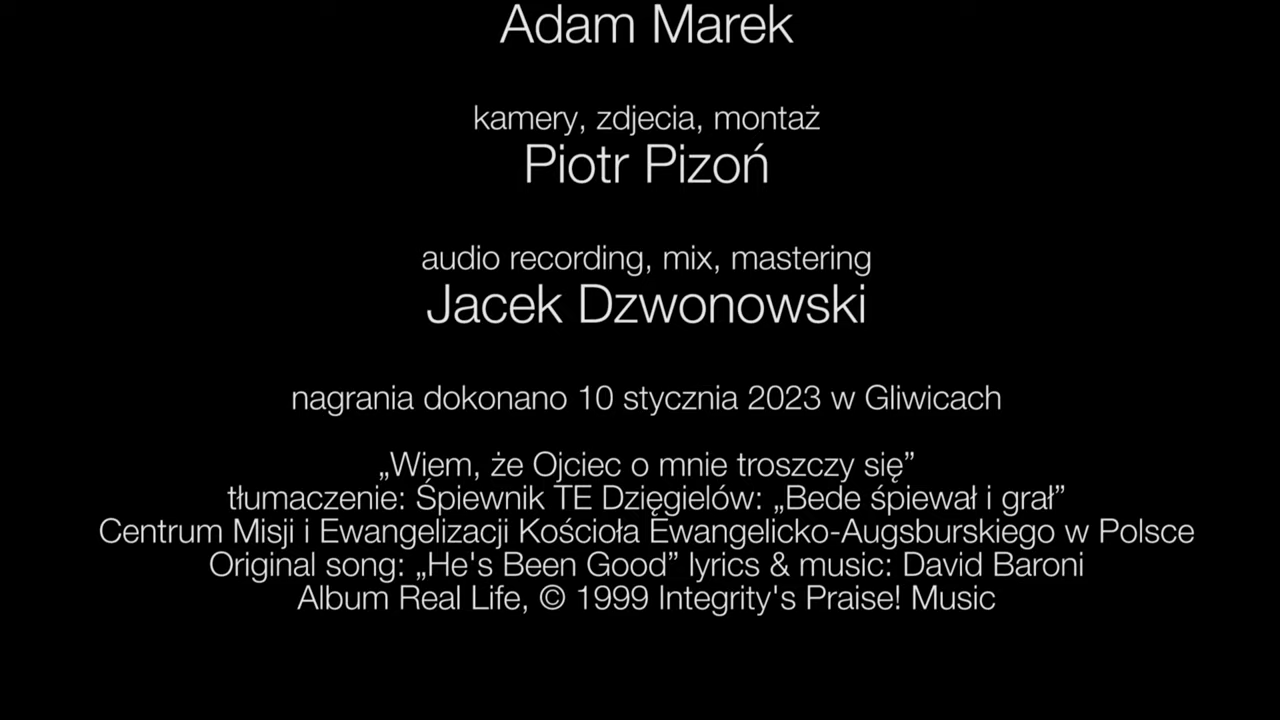 Adam Marek
kamery, zdjecia, montaż
Piotr Pizoń
audio recording, mix, mastering
Jacek Dzwonowski
nagrania dokonano 10 stycznia 2023 w Gliwicach
„Wiem, że Ojciec o mnie troszczy się”
tłumaczenie: Śpiewnik TE Dzięgielów: „Bede śpiewał i grał”
Centrum Misji i Ewangelizacji Kościoła Ewangelicko-Augsburskiego w Polsce
Original song: „He's Been Good” lyrics & music: David Baroni
Album Real Life, © 1999 Integrity's Praise! Music